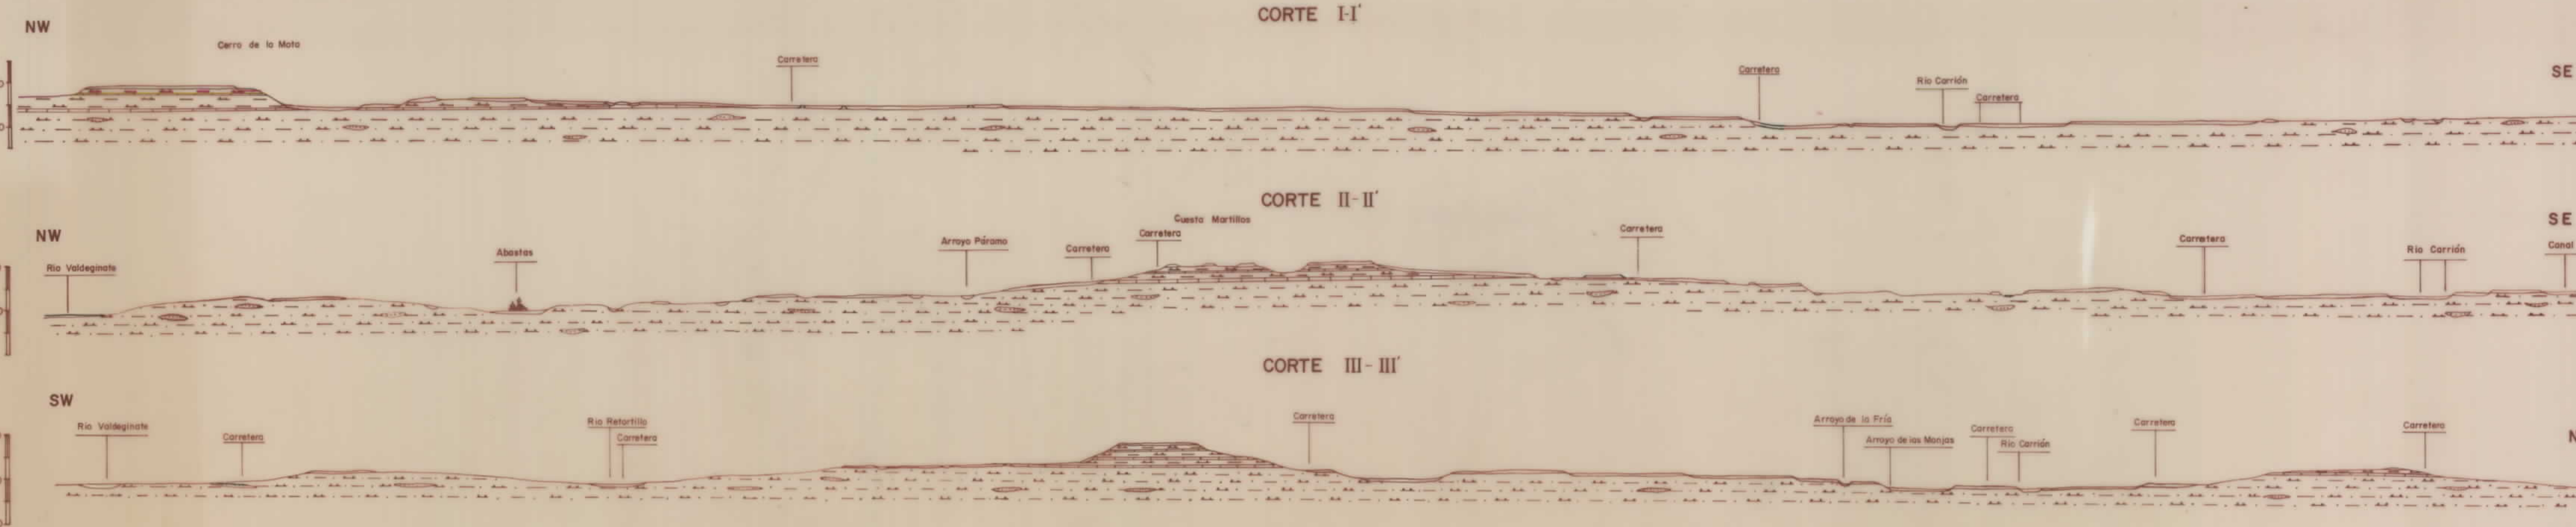 CORTE I-I'
NW
Cerro de la Mota
Carretera
Carretera
Río Carrión
Carretera
SE
CORTE II-II'
NW
Cuesta Martillos
SE
Río Valdeginate
Abastas
Arroyo Páramo
Carretera
Carretera
Carretera
Carretera
Río Carrión
Canal
CORTE III-III'
SW
Río Valdeginate
Carretera
Río Retortillo
Carretera
Carretera
Arroyo de la Fría
Arroyo de las Monjas
Carretera
Río Carrión
Carretera
Carretera
N